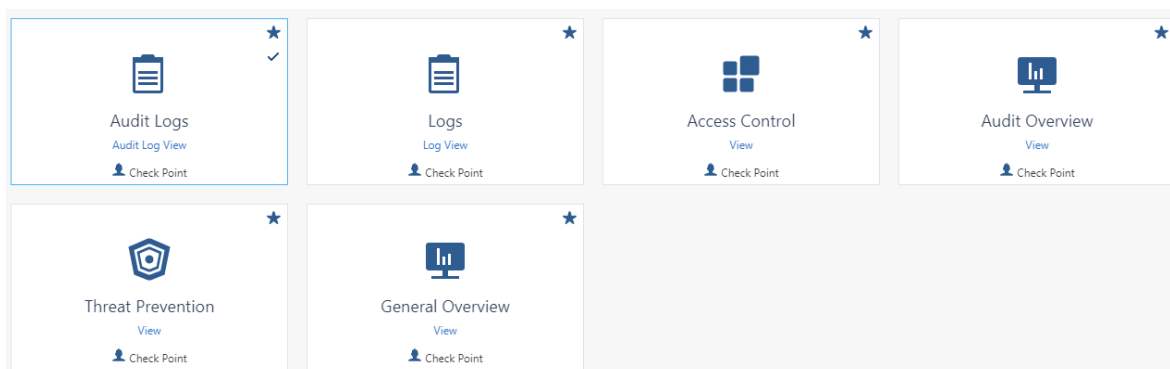 Audit Logs
Audit Log View
Check Point
Logs
Log View
Check Point
Access Control
View
Check Point
Audit Overview
View
Check Point
Threat Prevention
View
Check Point
General Overview
View
Check Point